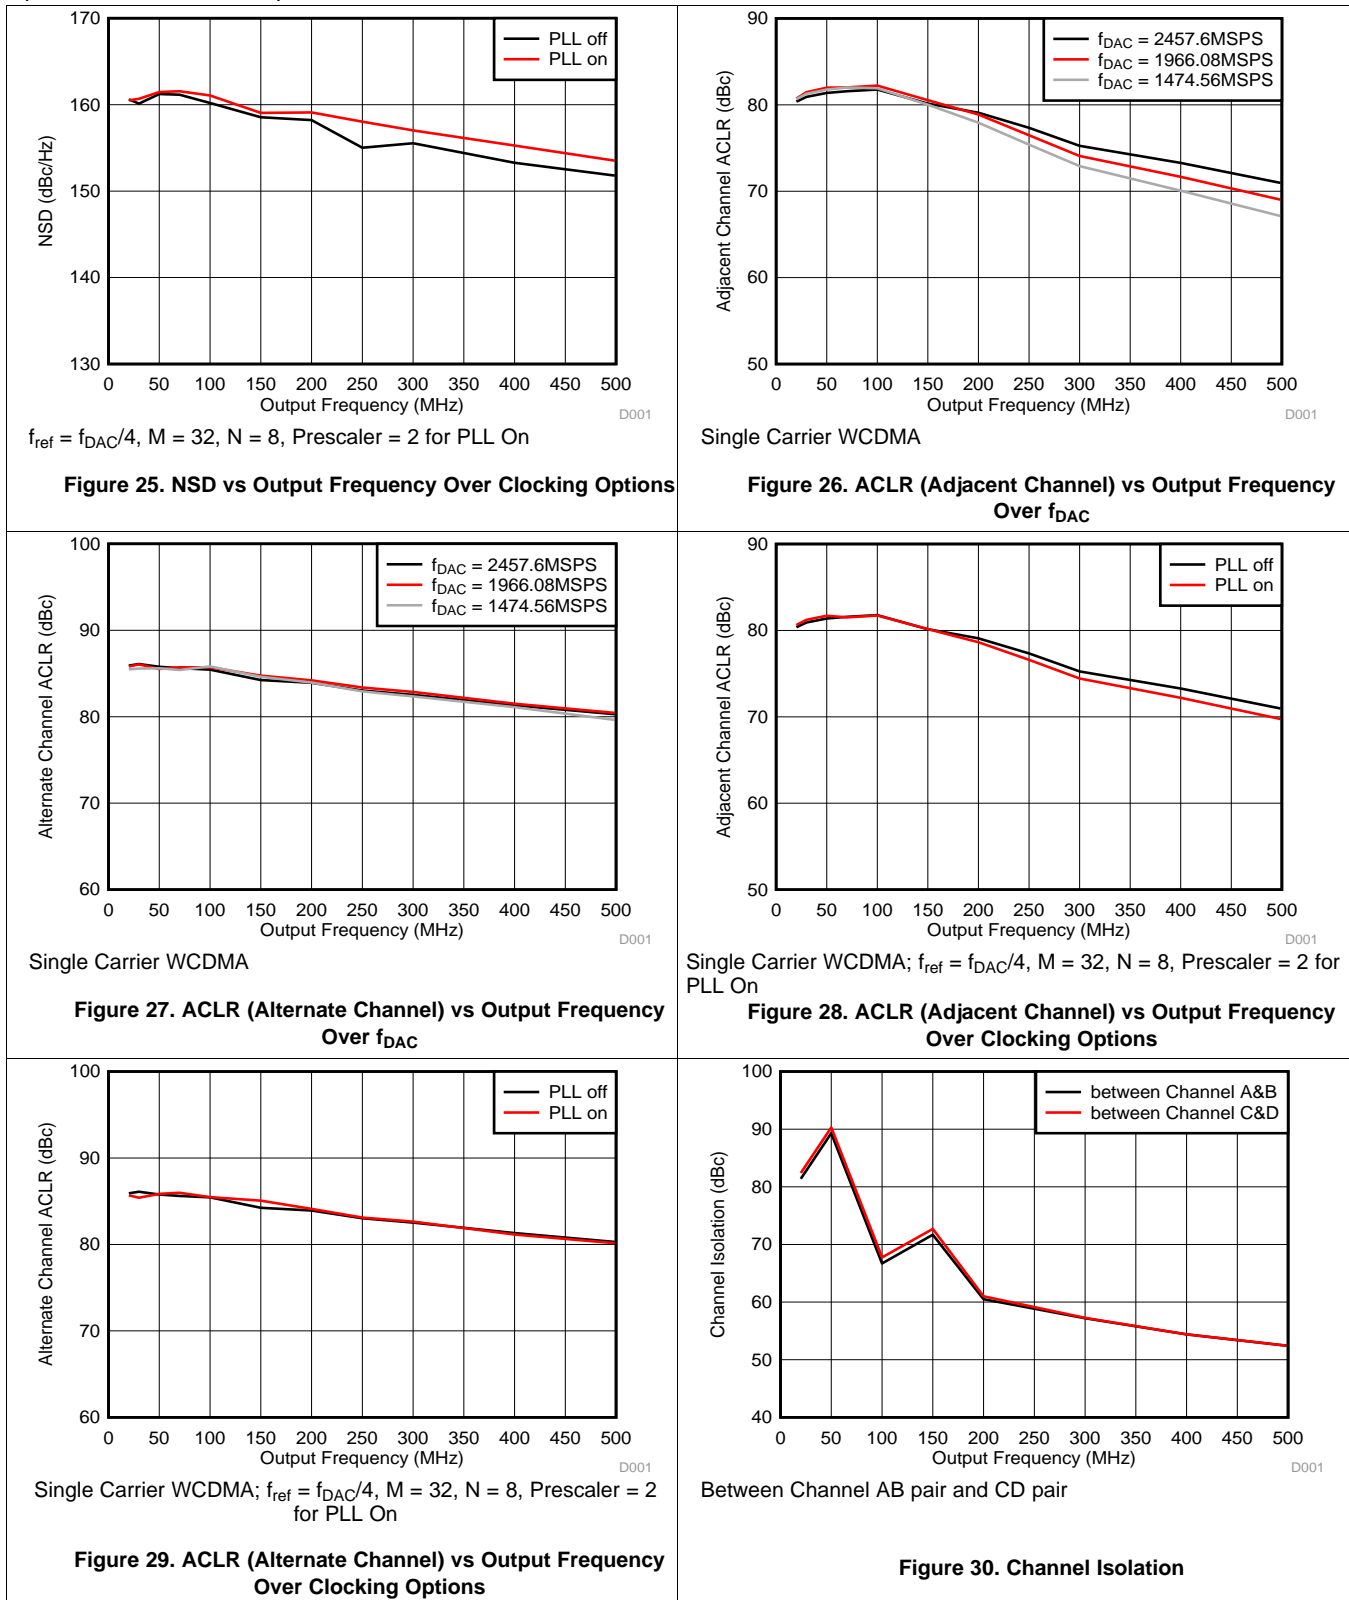 170
160
150
140
130
NSD (dBc/Hz)
PLL off
PLL on
0 50 100 150 200 250 300 350 400 450 500
Output Frequency (MHz)
D001
fref = fDAC/4, M = 32, N = 8, Prescaler = 2 for PLL On
Figure 25. NSD vs Output Frequency Over Clocking Options
90
80
70
60
50
Adjacent Channel ACLR (dBc)
fDAC = 2457.6MSPS
fDAC = 1966.08MSPS
fDAC = 1474.56MSPS
0 50 100 150 200 250 300 350 400 450 500
Output Frequency (MHz)
D001
Single Carrier WCDMA
Figure 26. ACLR (Adjacent Channel) vs Output Frequency
Over fDAC
100
90
80
70
60
Alternate Channel ACLR (dBc)
fDAC = 2457.6MSPS
fDAC = 1966.08MSPS
fDAC = 1474.56MSPS
0 50 100 150 200 250 300 350 400 450 500
Output Frequency (MHz)
D001
Single Carrier WCDMA
Figure 27. ACLR (Alternate Channel) vs Output Frequency
Over fDAC
90
80
70
60
50
Adjacent Channel ACLR (dBc)
PLL off
PLL on
0 50 100 150 200 250 300 350 400 450 500
Output Frequency (MHz)
D001
Single Carrier WCDMA; fref = fDAC/4, M = 32, N = 8, Prescaler = 2 for
PLL On
Figure 28. ACLR (Adjacent Channel) vs Output Frequency
Over Clocking Options
100
90
80
70
60
Alternate Channel ACLR (dBc)
PLL off
PLL on
0 50 100 150 200 250 300 350 400 450 500
Output Frequency (MHz)
D001
Single Carrier WCDMA; fref = fDAC/4, M = 32, N = 8, Prescaler = 2
for PLL On
Figure 29. ACLR (Alternate Channel) vs Output Frequency
Over Clocking Options
100
90
80
70
60
50
40
Channel Isolation (dBc)
between Channel A&B
between Channel C&D
0 50 100 150 200 250 300 350 400 450 500
Output Frequency (MHz)
D001
Between Channel AB pair and CD pair
Figure 30. Channel Isolation